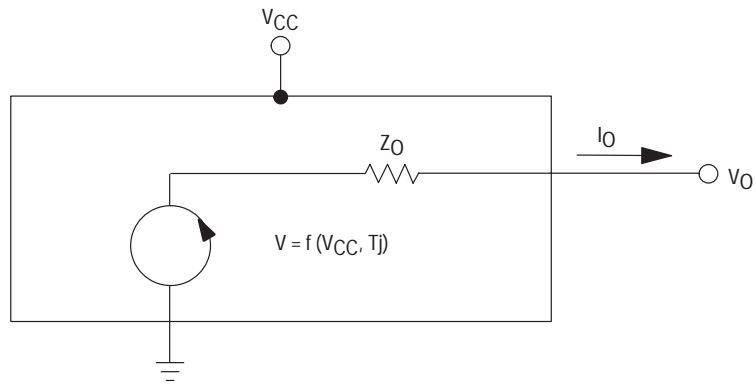 VCC
ZO
IO
VO
V = f (VCC, Tj)